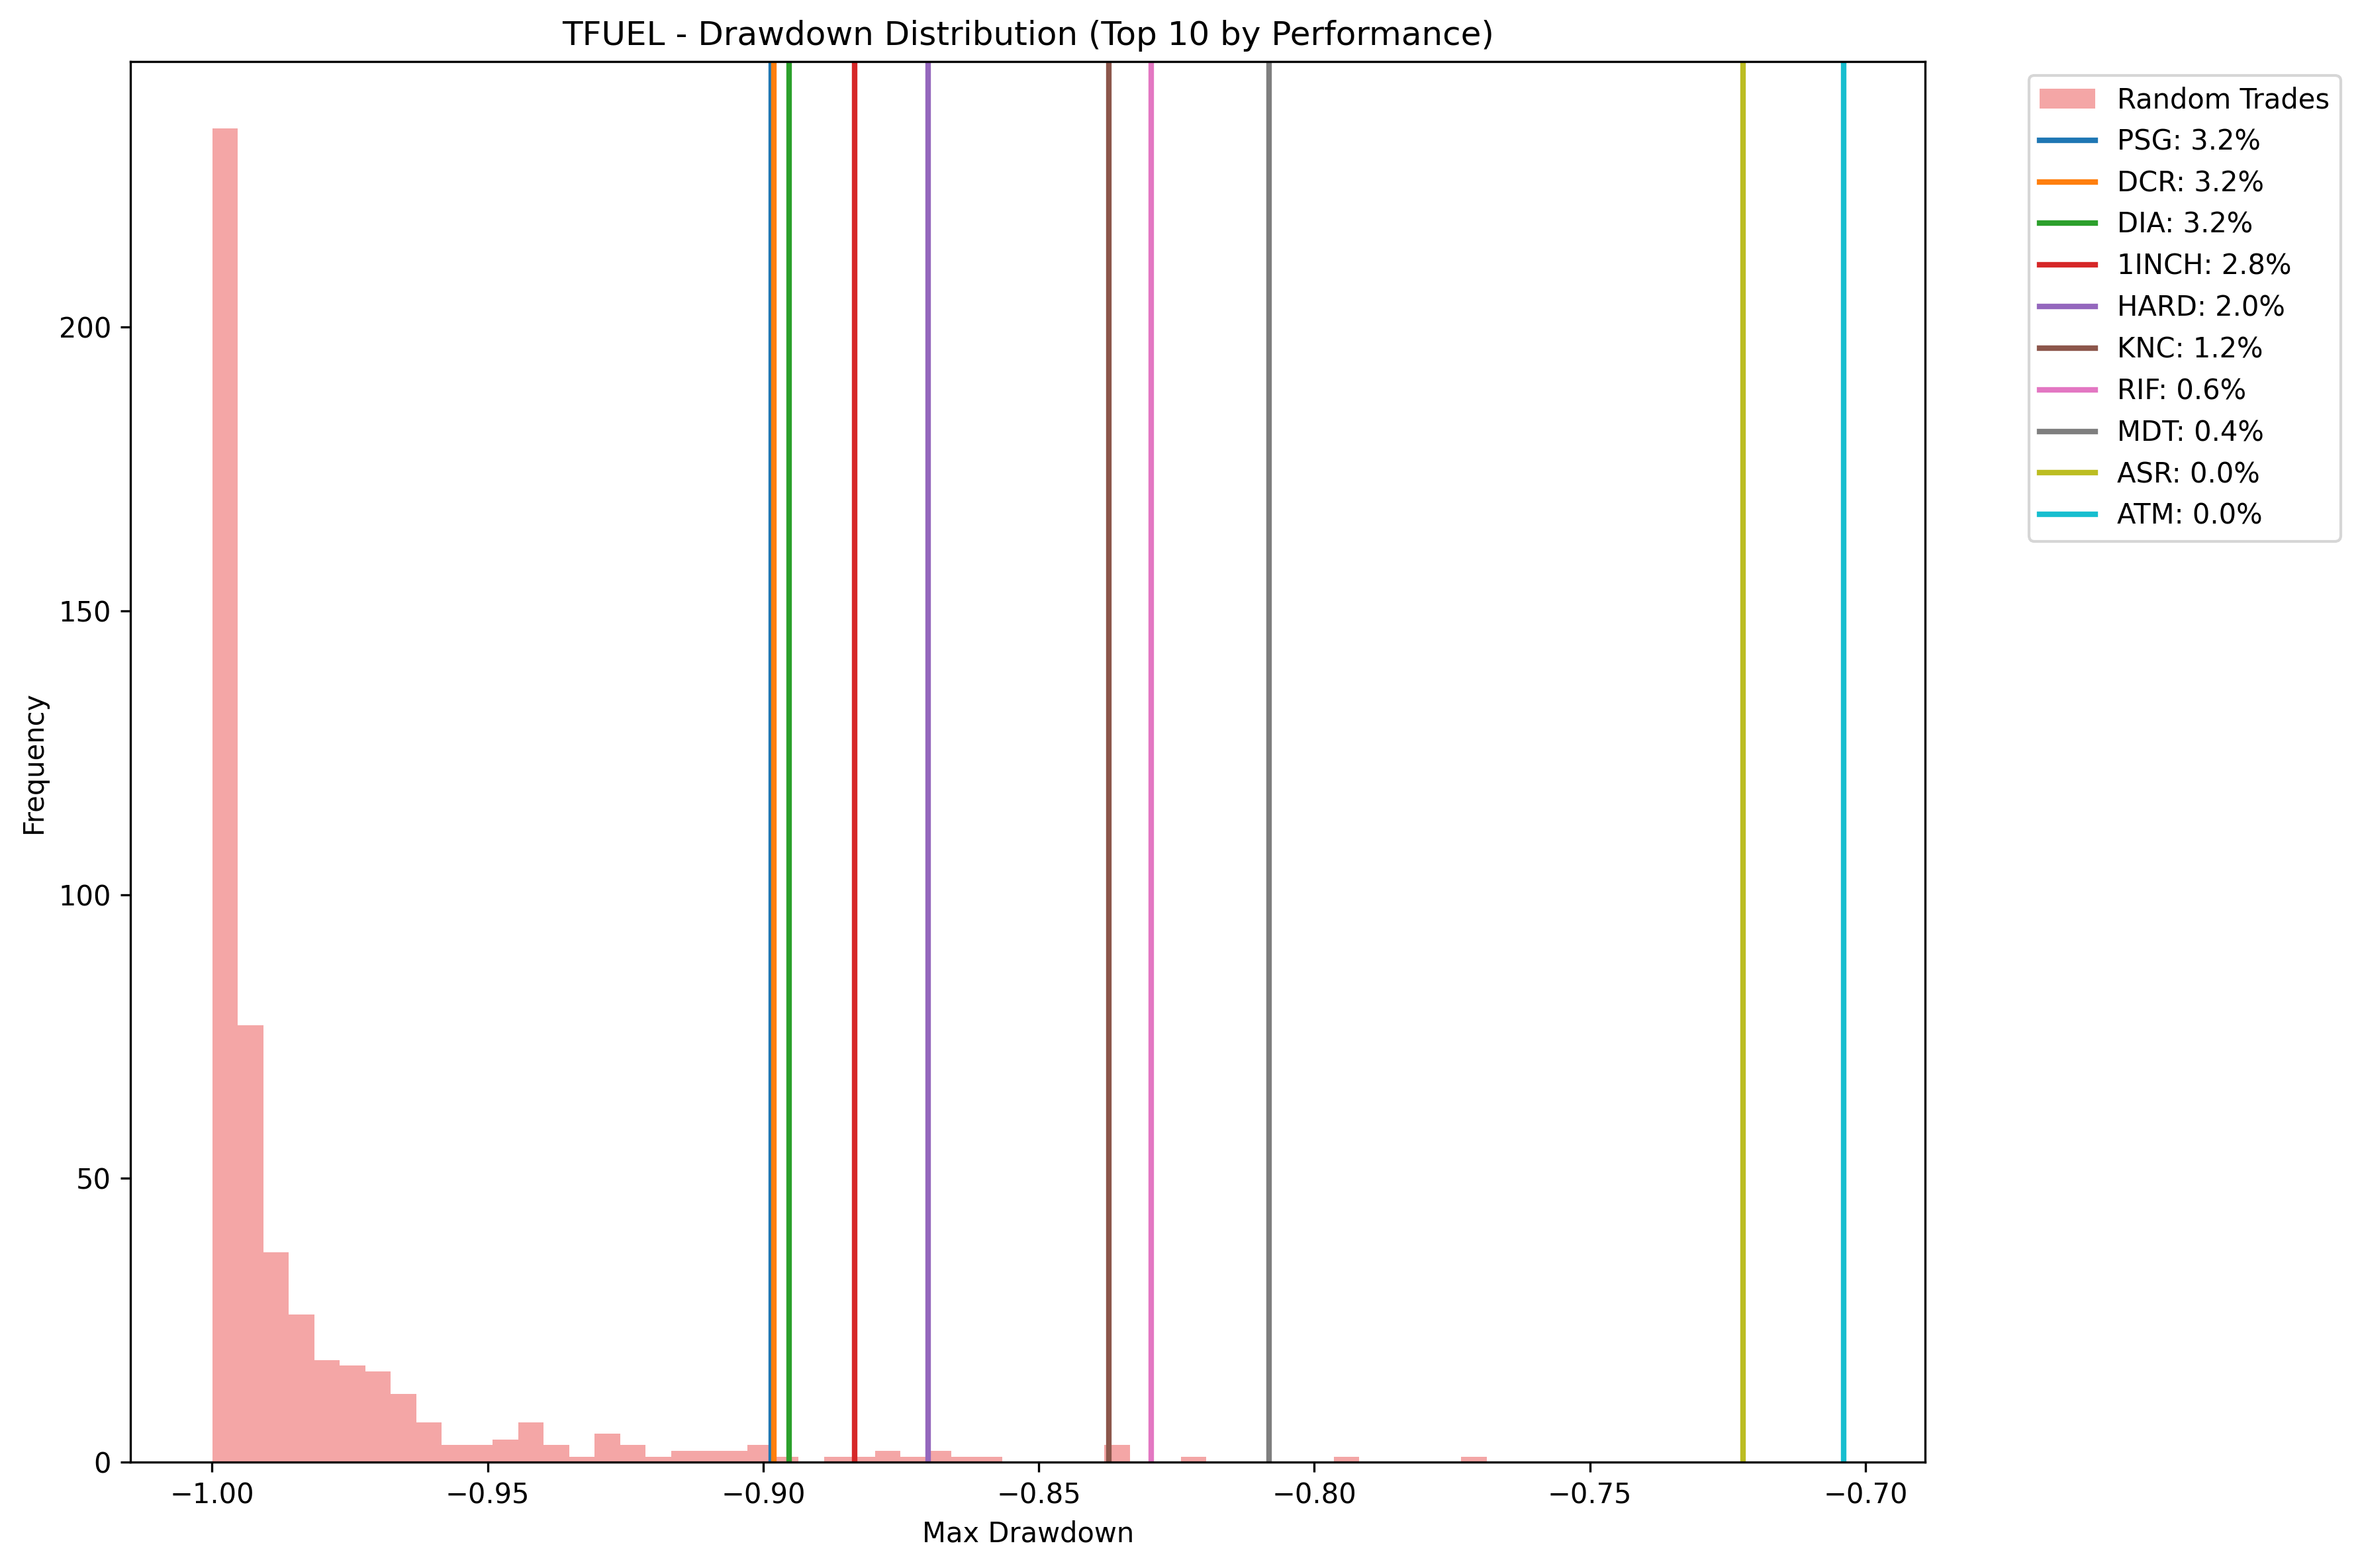 TFUEL - Drawdown Distribution (Top 10 by Performance)
Random Trades
PSG: 3.2%
DCR: 3.2%
DIA: 3.2%
1INCH: 2.8%
HARD: 2.0%
KNC: 1.2%
RIF: 0.6%
MDT: 0.4%
ASR: 0.0%
ATM: 0.0%
Frequency
200
150
100
50
0
−1.00 −0.95 −0.90 −0.85 −0.80 −0.75 −0.70
Max Drawdown